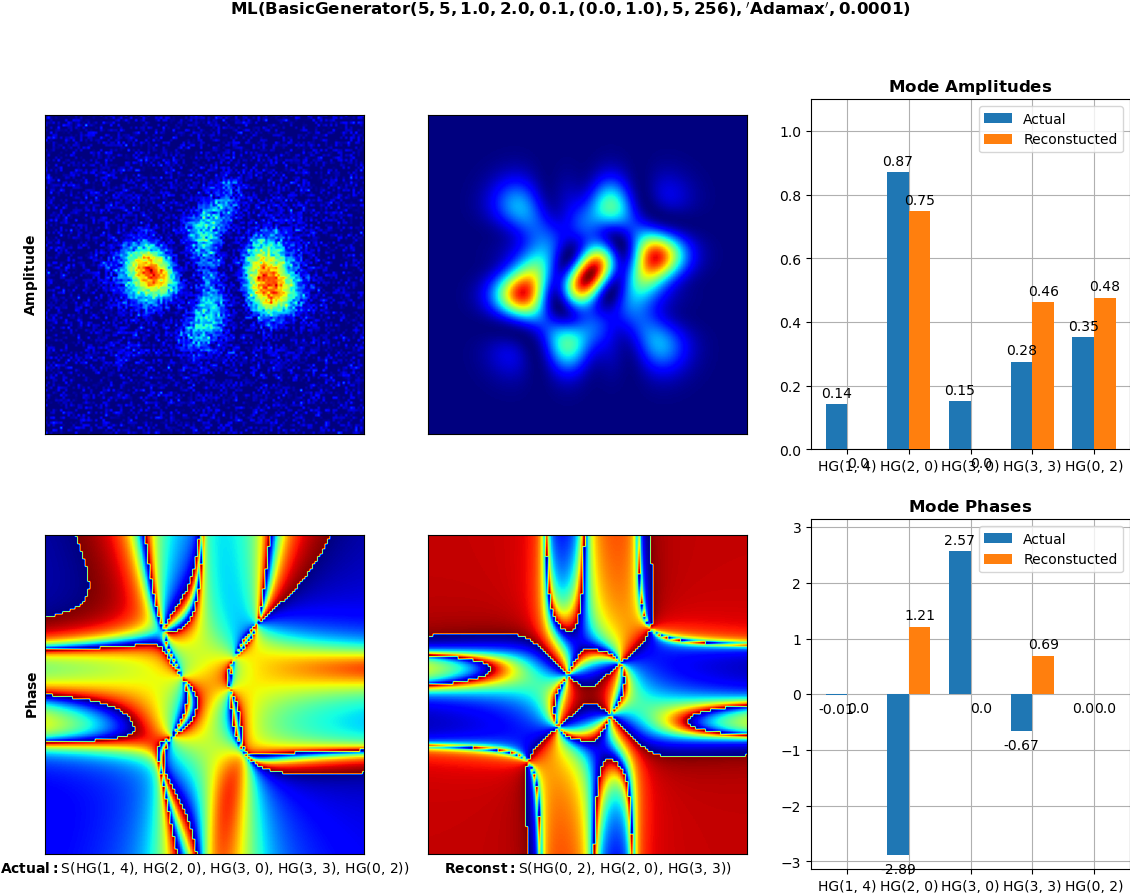 ML(BasicGenerator(5, 5, 1.0, 2.0, 0.1, (0.0, 1.0), 5, 256), ′Adamax′, 0.0001)
Amplitude
Mode Amplitudes
Actual
Reconstucted
1.0
0.8
0.6
0.4
0.2
0.0
0.14
0.0
0.87
0.75
0.15
0.0
0.28
0.46
0.35
0.48
HG(1, 4) HG(2, 0) HG(3, 0) HG(3, 3) HG(0, 2)
Phase
Mode Phases
Actual
Reconstucted
3
2
1
0
−1
−2
−3
-0.01
0.0
-2.89
1.21
2.57
0.0
-0.67
0.69
0.0
0.0
HG(1, 4) HG(2, 0) HG(3, 0) HG(3, 3) HG(0, 2)
Actual: S(HG(1, 4), HG(2, 0), HG(3, 0), HG(3, 3), HG(0, 2))
Reconst: S(HG(0, 2), HG(2, 0), HG(3, 3))